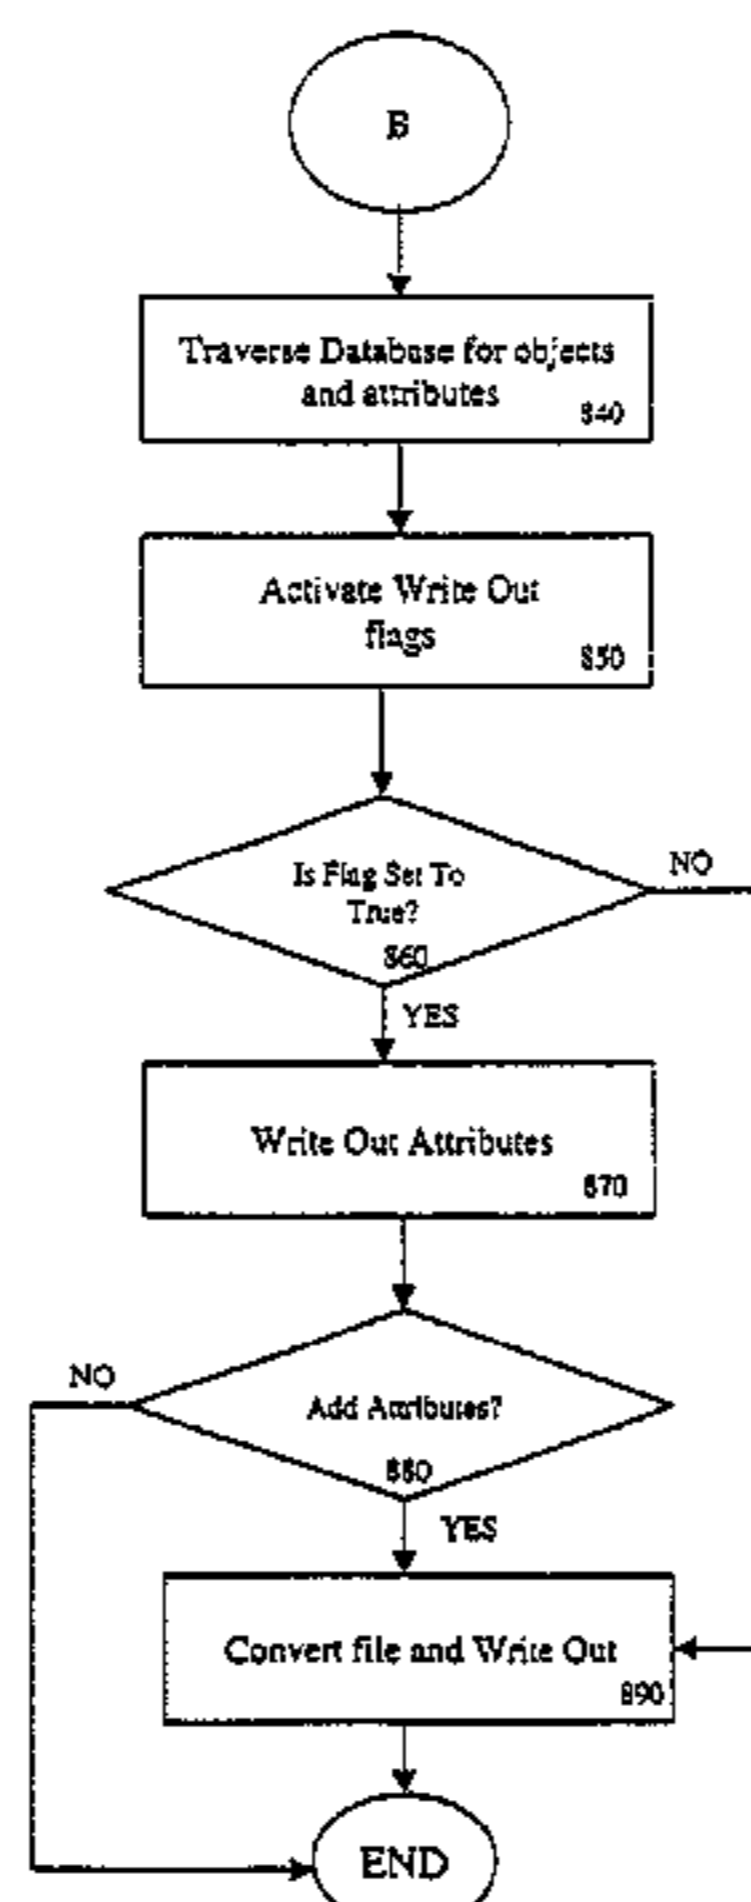 B
Traverse Database for objects
and attributes
840
Activate Write Out
flags
850
Is Flag Set To
True?
860
NO
YES
Write Out Attributes
870
NO
Add Attributes?
880
YES
Convert file and Write Out
890
END